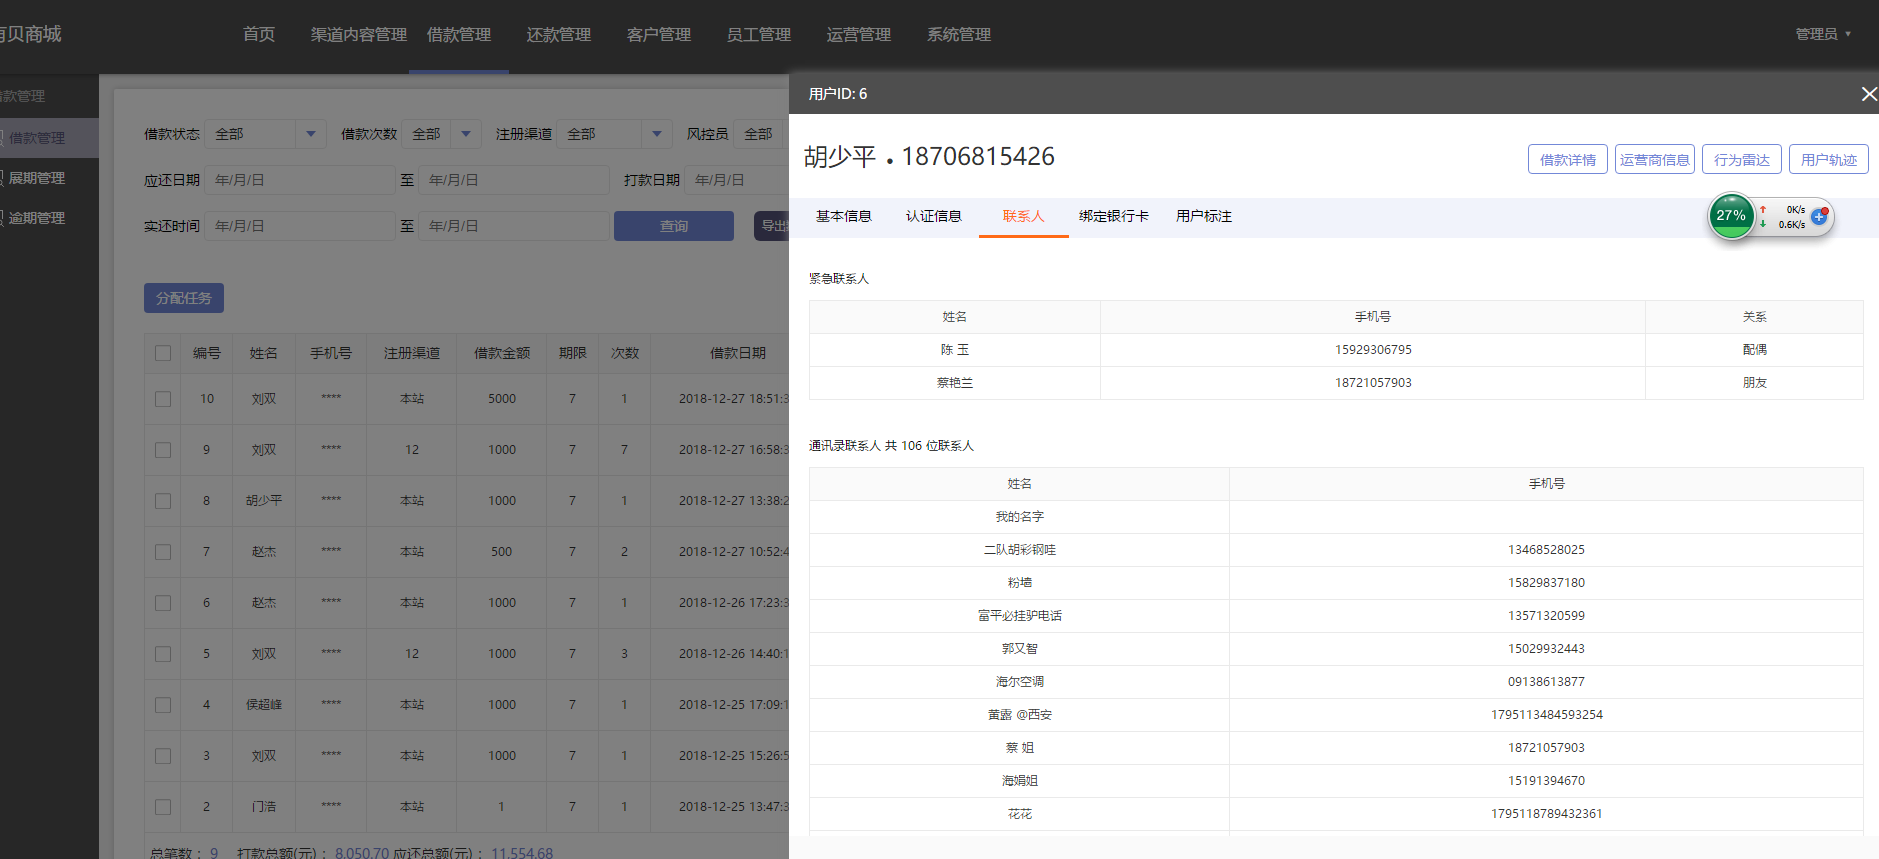 贝商城
首页 渠道内容管理 借款管理 还款管理 客户管理 员工管理 运营管理 系统管理 管理员
款管理
借款管理
展期管理
逾期管理
借款状态 全部 借款次数 全部 注册渠道 全部 风控员 全部
应还日期 年/月/日 至 年/月/日 打款日期 年/月/日
实还时间 年/月/日 至 年/月/日 查询 导出
分配任务
编号 姓名 手机号 注册渠道 借款金额 期限 次数 借款日期
10 刘双 **** 本站 5000 7 1 2018-12-27 18:51:3
9 刘双 **** 12 1000 7 7 2018-12-27 16:58:3
8 胡少平 **** 本站 1000 7 1 2018-12-27 13:38:2
7 赵杰 **** 本站 500 7 2 2018-12-27 10:52:4
6 赵杰 **** 本站 1000 7 1 2018-12-26 17:23:3
5 刘双 **** 12 1000 7 3 2018-12-26 14:40:1
4 侯超峰 **** 本站 1000 7 1 2018-12-25 17:09:1
3 刘双 **** 本站 1000 7 1 2018-12-25 15:26:5
2 门浩 **** 本站 1 7 1 2018-12-25 13:47:3
总笔数： 9 打款总额(元)： 8,050.70 应还总额(元)： 11,554.68
用户ID: 6
胡少平 . 18706815426
借款详情 运营商信息 行为雷达 用户轨迹
基本信息 认证信息 联系人 绑定银行卡 用户标注
27% 0K/s
0.6K/s
紧急联系人
姓名 手机号 关系
陈 玉 15929306795 配偶
蔡艳兰 18721057903 朋友
通讯录联系人 共 106 位联系人
姓名 手机号
我的名字
二队胡彩钢哇 13468528025
粉墙 15829837180
富平必挂驴电话 13571320599
郭又智 15029932443
海尔空调 09138613877
黄露 @西安 1795113484593254
蔡 姐 18721057903
海娟姐 15191394670
花花 1795118789432361